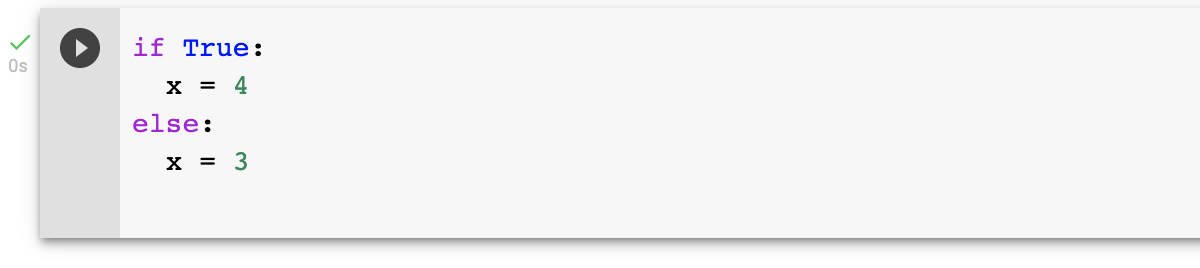 if True:
0s
  x = 4
else:
  x = 3